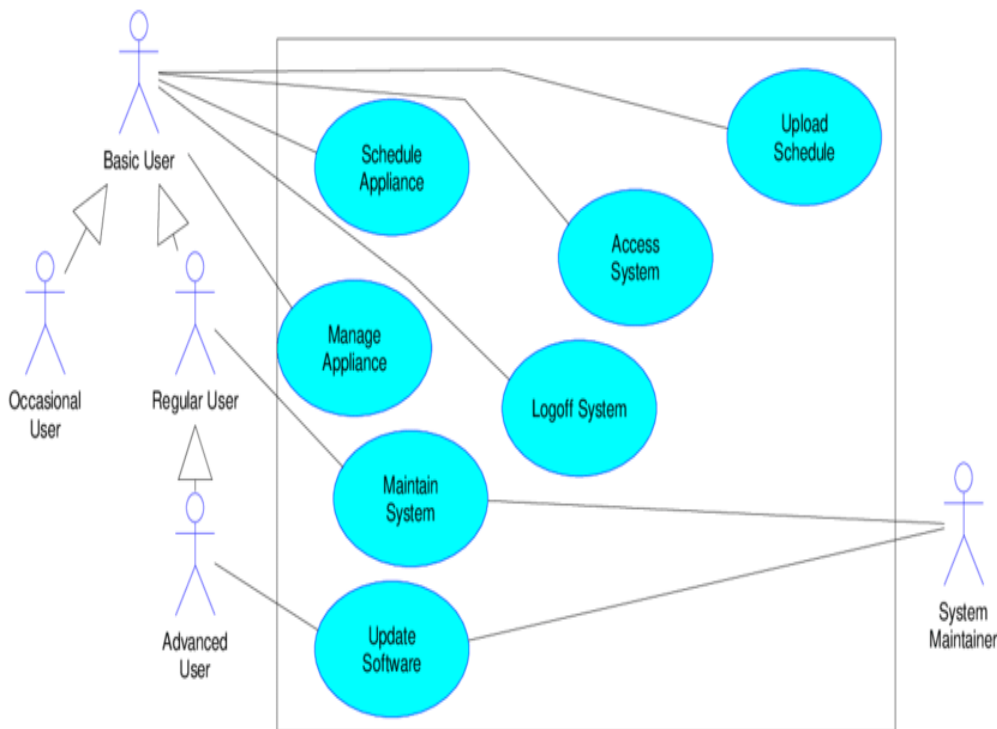 Upload
Schedule
Schedule
Appliance
Basic User
Access
System
Manage
Appliance
Occasional
User
Regular User
Logoff System
Maintain
System
Advanced
User
Update
Software
System
Maintainer